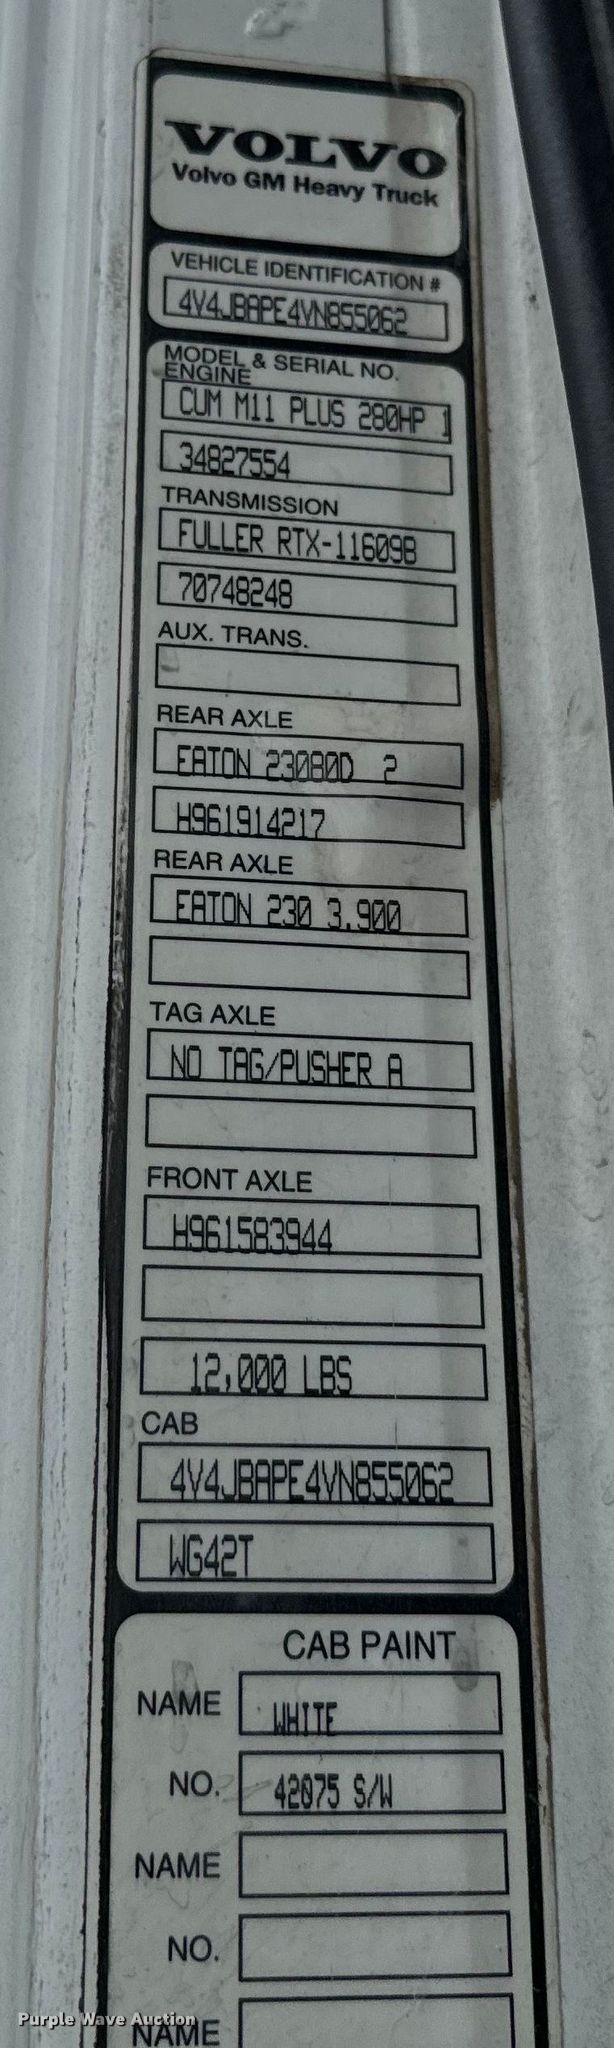 VOLVO
Volvo GM Heavy Truck
VEHICLE IDENTIFICATION #
4V4JBAPE4VN855062
MODEL & SERIAL NO.
ENGINE
CUM M11 PLUS 280HP 1
34827554
TRANSMISSION
FULLER RTX-11609B
70748248
AUX. TRANS.
REAR AXLE
EATON 23080D 2
H961914217
REAR AXLE
EATON 230 3.900
TAG AXLE
NO TAG/PUSHER A
FRONT AXLE
H961583944
12,000 LBS
CAB
4V4JBAPE4VN855062
WG42T
CAB PAINT
NAME WHITE
NO. 42075 S/W
NAME
NO.
NAME
Purple Wave Auction